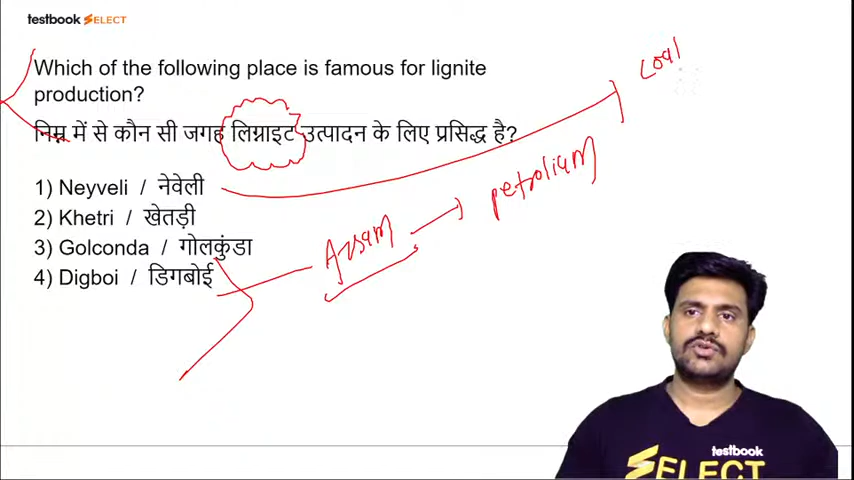 testbook SELECT
Which of the following place is famous for lignite
production?
निम्न में से कौन सी जगह लिग्नाइट उत्पादन के लिए प्रसिद्ध है?
1) Neyveli / नेवेली
2) Khetri / खेतड़ी
3) Golconda / गोलकुंडा
4) Digboi / डिगबोई
coal
petrolium
Assam
testbook
SELECT